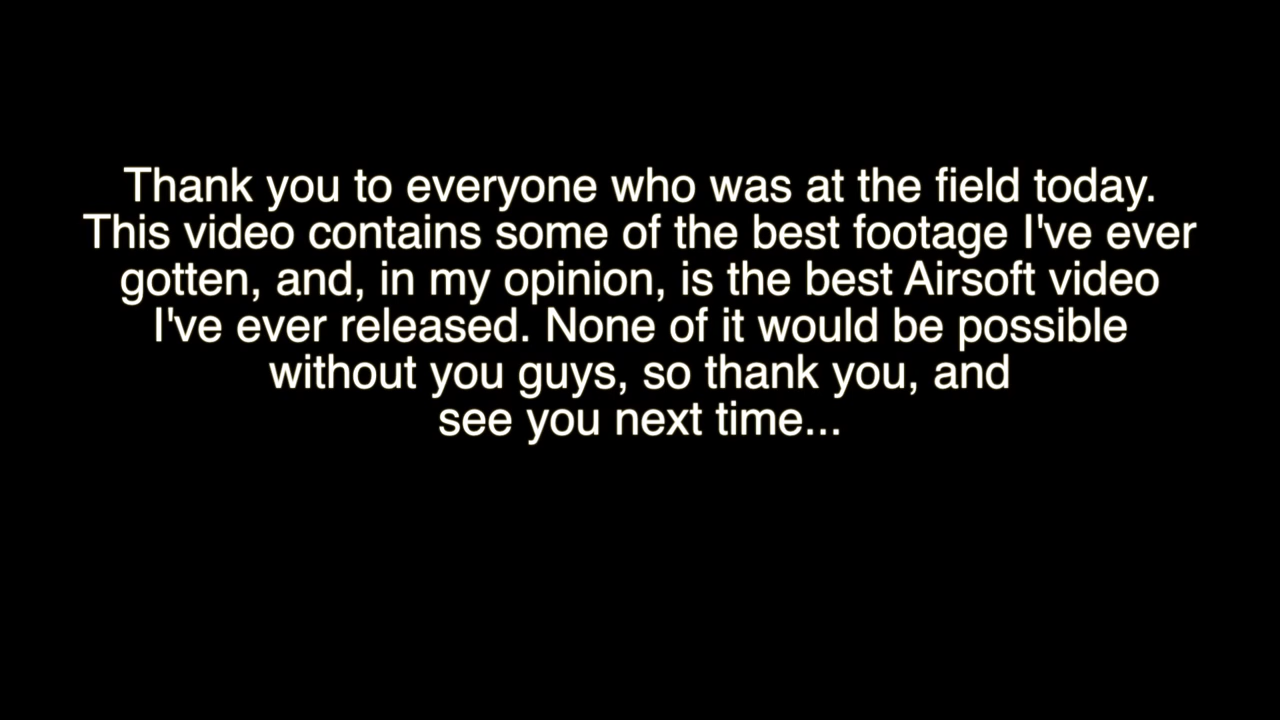 Thank you to everyone who was at the field today.
This video contains some of the best footage I've ever
gotten, and, in my opinion, is the best Airsoft video
I've ever released. None of it would be possible
without you guys, so thank you, and
see you next time...